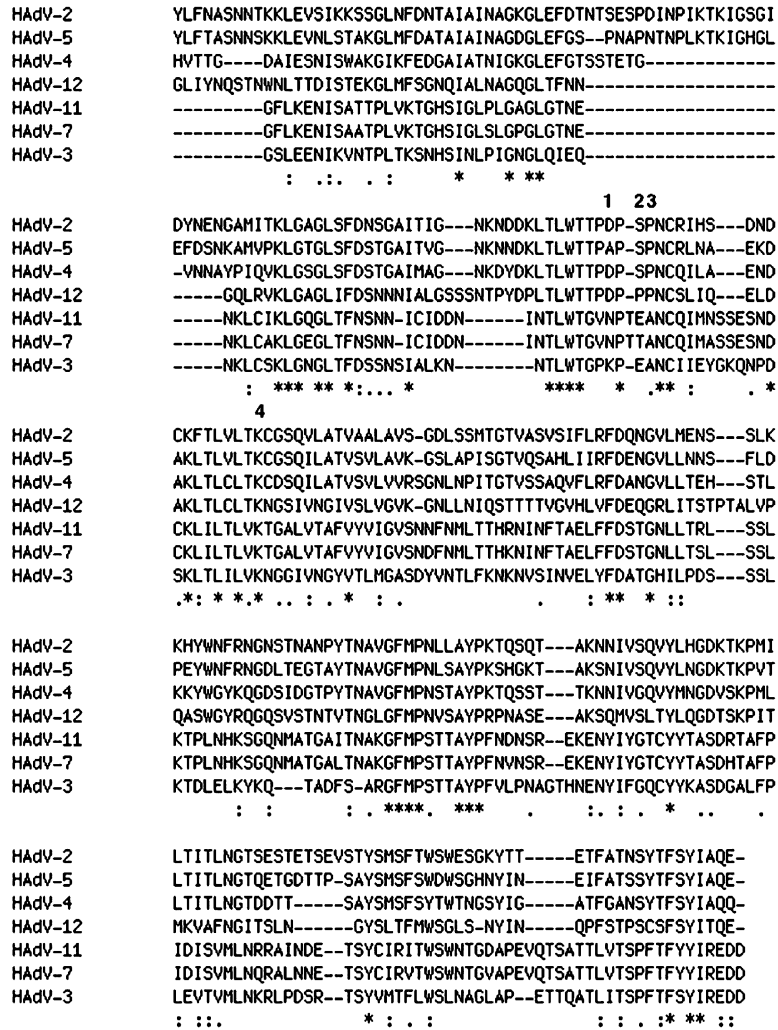 HAdV-2 YLFNASNNTKKLEVSIKKSSGLNFDNTAIAINAGKGLEFDTNTSESPDINPIKTKIGSGI
HAdV-5 YLFTASNNSKKLEVNLSTAKGLMFDATAIAINAGDGLEFGS--PNAPNTNPLKTKIGHGL
HAdV-4 HVTTG----DAIESNISWAKGIKFEDGAIATNIGKGLEFGTSSTETG-------------
HAdV-12 GLIYNQSTNWNLTTDISTEKGLMFSGNQIALNAGQGLTFNN-------------------
HAdV-11 ---------GFLKENISATTPLVKTGHSIGLPLGAGLGTNE-------------------
HAdV-7 ---------GFLKENISAATPLVKTGHSIGLSLGPGLGTNE-------------------
HAdV-3 ---------GSLEENIKVNTPLTKSNHSINLPIGNGLQIEQ-------------------
: .:. . : * * **
1 23
HAdV-2 DYNENGAMITKLGAGLSFDNSGAITIG---NKNDDKLTLWTTPDP-SPNCRIHS---DND
HAdV-5 EFDSNKAMVPKLGTGLSFDSTGAITVG---NKNNDKLTLWTTPAP-SPNCRLNA---EKD
HAdV-4 -VNNAYPIQVKLGSGLSFDSTGAIMAG---NKDYDKLTLWTTPDP-SPNCQILA---END
HAdV-12 -----GQLRVKLGAGLIFDSNNNIALGSSSNTPYDPLTLWTTPDP-PPNCSLIQ---ELD
HAdV-11 -----NKLCIKLGQGLTFNSNN-ICIDDN------INTLWTGVNPTEANCQIMNSSESND
HAdV-7 -----NKLCAKLGEGLTFNSNN-ICIDDN------INTLWTGVNPTTANCQIMASSESND
HAdV-3 -----NKLCSKLGNGLTFDSSNSIALKN-------NTLWTGPKP-EANCIIEYGKQNPD
: *** ** *:... * **** * .** : . *
4
HAdV-2 CKFTLVLTKCGSQVLATVAALAVS-GDLSSMTGTVASVSIFLRFDQNGVLMENS---SLK
HAdV-5 AKLTLVLTKCGSQILATVSVLAVK-GSLAPISGTVQSAHLIIRFDENGVLLNNS---FLD
HAdV-4 AKLTLCLTKCDSQILATVSVLVVRSGNLNPITGTVSSAQVFLRFDANGVLLTEH---STL
HAdV-12 AKLTLCLTKNGSIVNGIVSLVGVK-GNLLNIQSTTTTVGVHLVFDEQGRLITSTPTALVP
HAdV-11 CKLILTLVKTGALVTAFVYVIGVSNNFNMLTTHRNINFTAELFFDSTGNLLTRL---SSL
HAdV-7 CKLILTLVKTGALVTAFVYVIGVSNDFNMLTTHKNINFTAELFFDSTGNLLTSL---SSL
HAdV-3 SKLTLILVKNGGIVNGYVTLMGASDYVNTLFKNKNVSINVELYFDATGHILPDS---SSL
.*: * *.* .. : . * : . . : ** * ::
HAdV-2 KHYWNFRNGNSTNANPYTNAVGFMPNLLAYPKTQSQT---AKNNIVSQVYLHGDKTKPMI
HAdV-5 PEYWNFRNGDLTEGTAYTNAVGFMPNLSAYPKSHGKT---AKSNIVSQVYLNGDKTKPVT
HAdV-4 KKYWGYKQGDSIDGTPYTNAVGFMPNSTAYPKTQSST---TKNNIVGQVYMNGDVSKPML
HAdV-12 QASWGYRQGQSVSTNTVTNGLGFMPNVSAYPRPNASE---AKSQMVSLTYLQGDTSKPIT
HAdV-11 KTPLNHKSGQNMATGAITNAKGFMPSTTAYPFNDNSR---EKENYIYGTCYYTASDRTAFP
HAdV-7 KTPLNHKSGQNMATGALTNAKGFMPSTTAYPFNVNSR---EKENYIYGTCYYTASDHTAFP
HAdV-3 KTDLELKYKQ---TADFS-ARGFMPSTTAYPFVLPNAGTHNENYIFGQCYYKASDGALFP
: : : . ****. *** . :. : . * .. .
HAdV-2 LTITLNGTSESTETSEVSTYSMSFTWSWESGKYTT-----ETFATNSYTFSYIAQE-
HAdV-5 LTITLNGTQETGDTTP-SAYSMSFSWDWSGHNYIN-----EIFATSSYTFSYIAQE-
HAdV-4 LTITLNGTDDTT-----SAYSMSFSYTWTNGSYIG-----ATFGANSYTFSYIAQQ-
HAdV-12 MKVAFNGITSLN------GYSLTFMWSGLS-NYIN-----QPFSTPSCSFSYITQE-
HAdV-11 IDISVMLNRRAINDE--TSYCIRITWSWNTGDAPEVQTSATTLVTSPFTFYYIREDD
HAdV-7 IDISVMLNQRALNNE--TSYCIRVTWSWNTGVAPEVQTSATTLVTSPFTFYYIREDD
HAdV-3 LEVTVMLNKRLPDSR--TSYVMTFLWSLNAGLAP--ETTQATLITSPFTFSYIREDD
: ::. * : . : : . :* ** ::